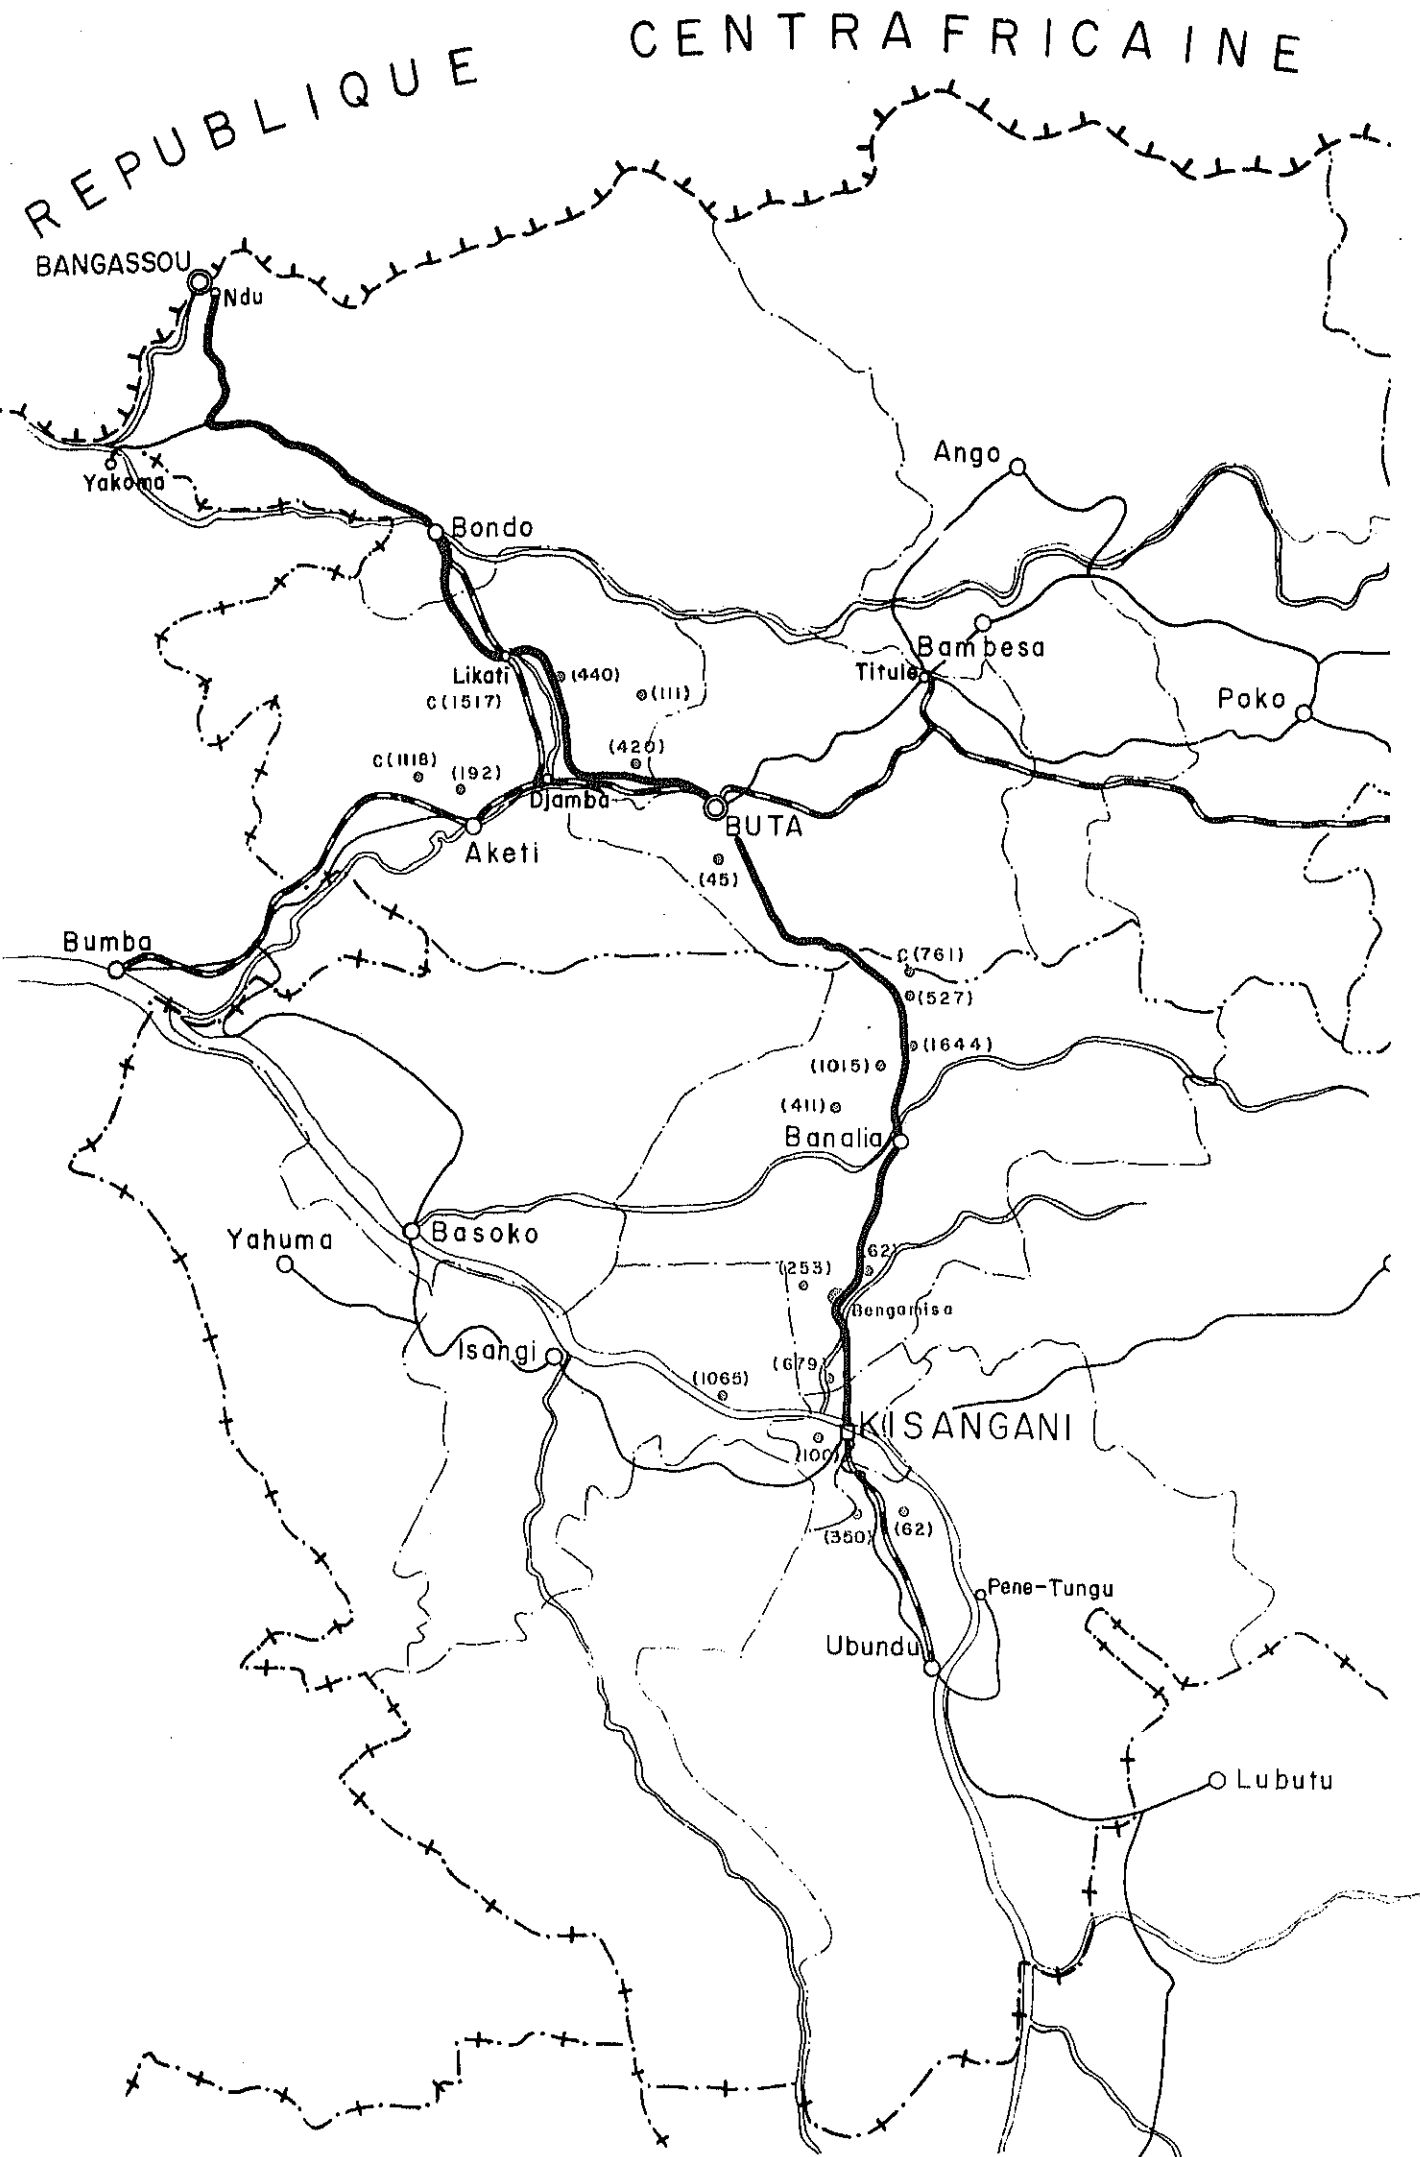 REPUBLIQUE CENTRAFRICAINE
BANGASSOU
Ndu
Yakoma
Ango
Bondo
Bambesa
Titule
Likati
(440)
(111)
C(1517)
Poko
(420)
C(1118)
(192)
Djamba
BUTA
Aketi
(45)
Bumba
C(761)
(527)
(1644)
(1015)
(411)
Banalia
Basoko
Yahuma
(62)
(253)
Bengamisa
Isangi
(679)
(1065)
KISANGANI
(100)
(350)
(62)
Pene-Tungu
Ubundu
Lubutu